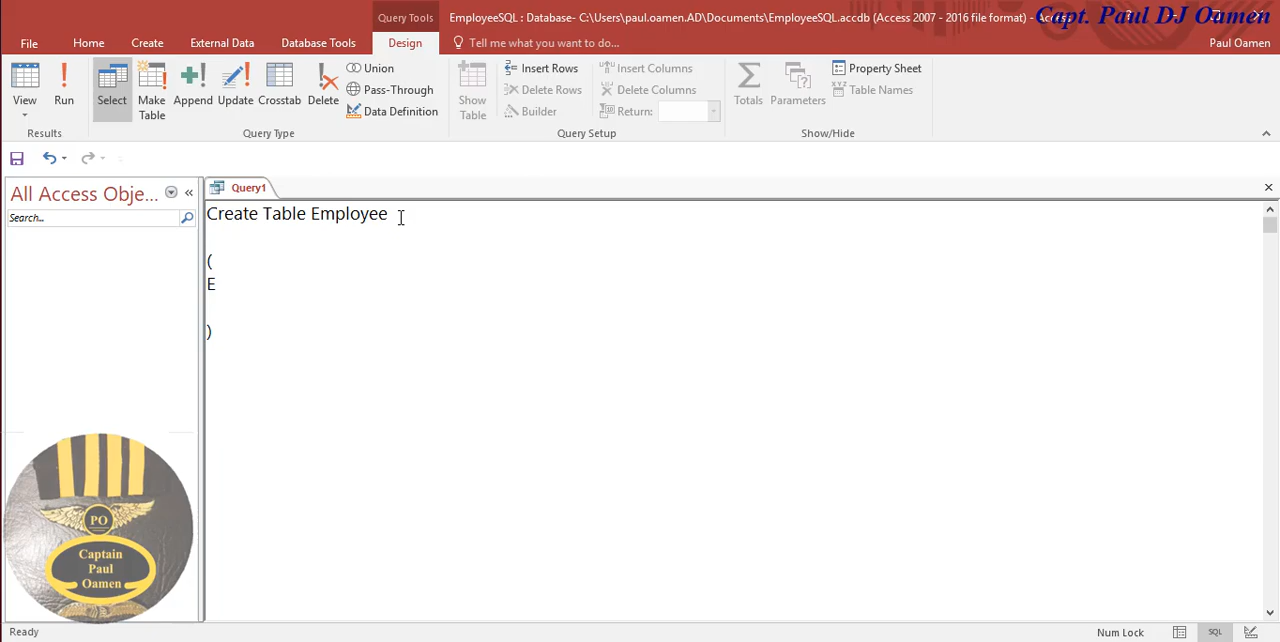 Query Tools
EmployeeSQL : Database- C:\Users\paul.oamen.AD\Documents\EmployeeSQL.accdb (Access 2007 - 2016 file format) -
Capt. Paul DJ Oamen
File Home Create External Data Database Tools Design Tell me what you want to do...
Paul Oamen
View Run Select Make Table Append Update Crosstab Delete
Union
Pass-Through
Data Definition
Show Table
Insert Rows
Delete Rows
Builder
Insert Columns
Delete Columns
Return:
Totals Parameters
Property Sheet
Table Names
Results Query Type Query Setup Show/Hide
All Access Obje...
Search..
Query1
Create Table Employee
(
E
)
PO
Captain
Paul
Oamen
Ready
Num Lock
SQL